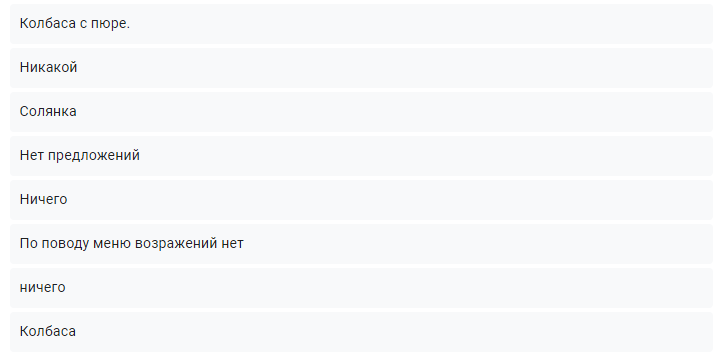 Колбаса с пюре.
Никакой
Солянка
Нет предложений
Ничего
По поводу меню возражений нет
ничего
Колбаса